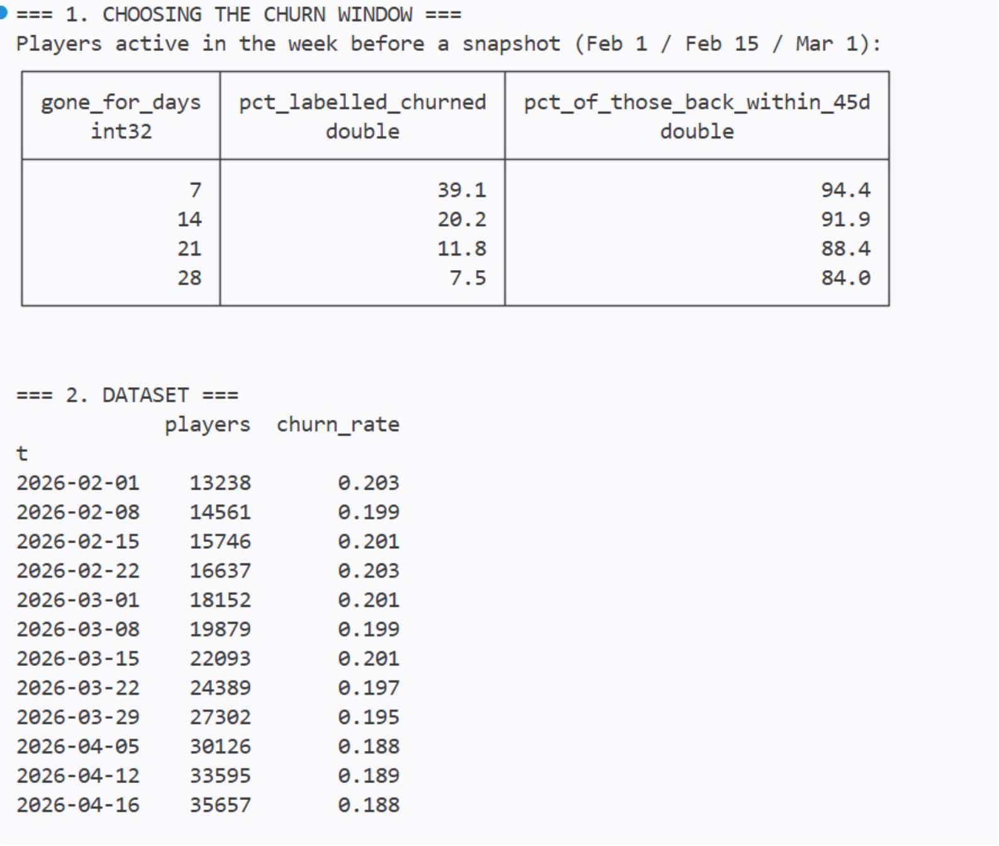 === 1. CHOOSING THE CHURN WINDOW ===
Players active in the week before a snapshot (Feb 1 / Feb 15 / Mar 1):
gone_for_days pct_labelled_churned pct_of_those_back_within_45d
int32 double double
7 39.1 94.4
14 20.2 91.9
21 11.8 88.4
28 7.5 84.0
=== 2. DATASET ===
players churn_rate
t
2026-02-01 13238 0.203
2026-02-08 14561 0.199
2026-02-15 15746 0.201
2026-02-22 16637 0.203
2026-03-01 18152 0.201
2026-03-08 19879 0.199
2026-03-15 22093 0.201
2026-03-22 24389 0.197
2026-03-29 27302 0.195
2026-04-05 30126 0.188
2026-04-12 33595 0.189
2026-04-16 35657 0.188